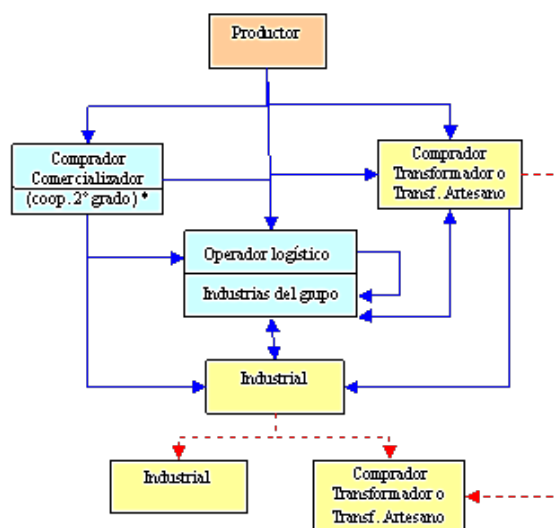 Productor
Comprador
Comercializador
(coop. 2° grado) *
Comprador
Transformador o
Transf. Artesano
Operador logístico
Industrias del grupo
Industrial
Industrial
Comprador
Transformador o
Transf. Artesano